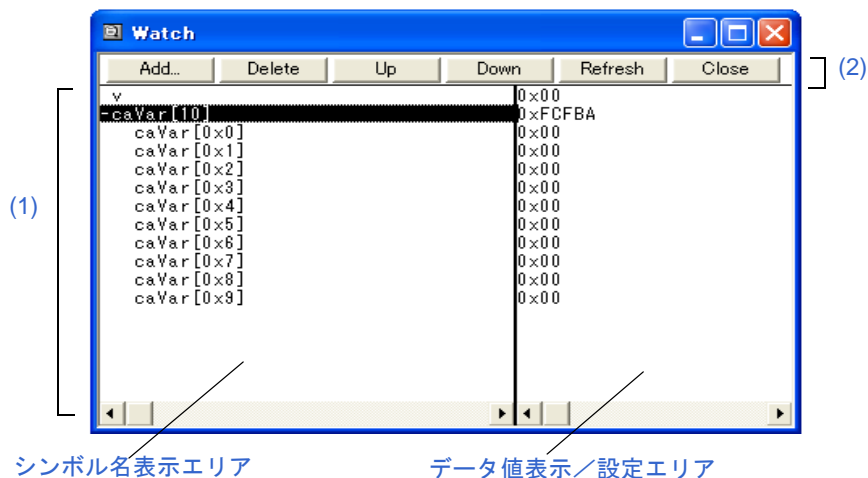 Watch
Add... Delete Up Down Refresh Close
(2)
v 0x00
-caVar[10] 0xFCFBA
caVar[0x0] 0x00
caVar[0x1] 0x00
caVar[0x2] 0x00
caVar[0x3] 0x00
caVar[0x4] 0x00
caVar[0x5] 0x00
caVar[0x6] 0x00
caVar[0x7] 0x00
caVar[0x8] 0x00
caVar[0x9] 0x00
(1)
シンボル名表示エリア データ値表示／設定エリア